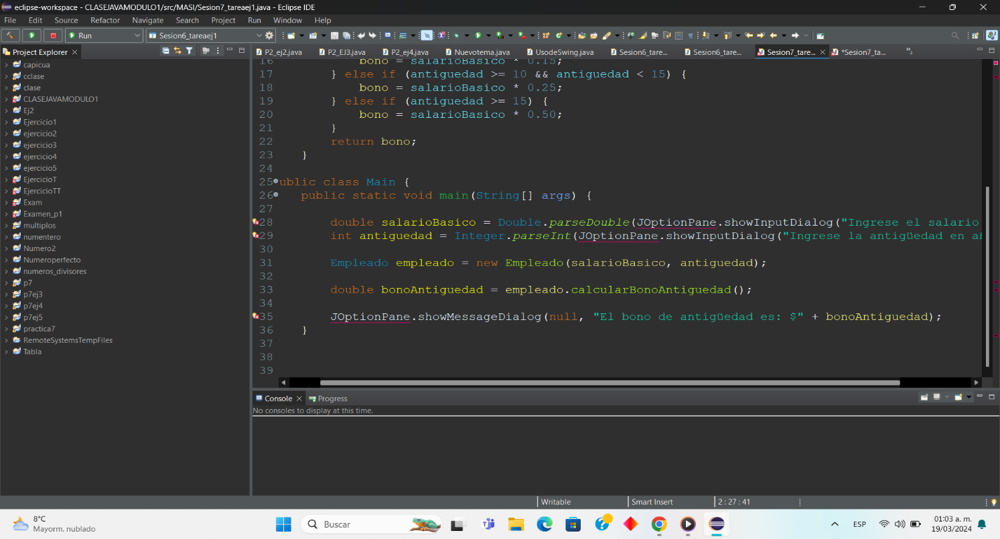 eclipse-workspace - CLASEJAVAMODULO1/src/MASI/Sesion7_tareaej1.java - Eclipse IDE
File Edit Source Refactor Navigate Search Project Run Window Help
Run Sesion6_tareaej1
Project Explorer
P2_ej2.java P2_EJ3.java P2_ej4.java Nuevotema.java UsodeSwing.java Sesion6_tare... Sesion6_tare... Sesion7_tare... *Sesion7_ta... »4
capicua
cclase
clase
CLASEJAVAMODULO1
Ej2
Ejercicio1
ejercicio2
ejercicio3
ejercicio4
ejercicio5
EjercicioT
EjercicioTT
Exam
Examen_p1
multiplos
numentero
Numero2
Numeroperfecto
numeros_divisores
p7
p7ej3
p7ej4
p7ej5
practica7
RemoteSystemsTempFiles
Tabla
16 bono = salarioBasico * 0.15;
17 } else if (antiguedad >= 10 && antiguedad < 15) {
18 bono = salarioBasico * 0.25;
19 } else if (antiguedad >= 15) {
20 bono = salarioBasico * 0.50;
21 }
22 return bono;
23 }
24
25 ublic class Main {
26 public static void main(String[] args) {
27
28 double salarioBasico = Double.parseDouble(JOptionPane.showInputDialog("Ingrese el salario
29 int antiguedad = Integer.parseInt(JOptionPane.showInputDialog("Ingrese la antigüedad en
30
31 Empleado empleado = new Empleado(salarioBasico, antiguedad);
32
33 double bonoAntiguedad = empleado.calcularBonoAntiguedad();
34
35 JOptionPane.showMessageDialog(null, "El bono de antigüedad es: $" + bonoAntiguedad);
36 }
37
38
39
Console Progress
No consoles to display at this time.
Writable Smart Insert 2 : 27 : 41
8°C
Mayorm. nublado
Buscar
ESP
01:03 a. m.
19/03/2024